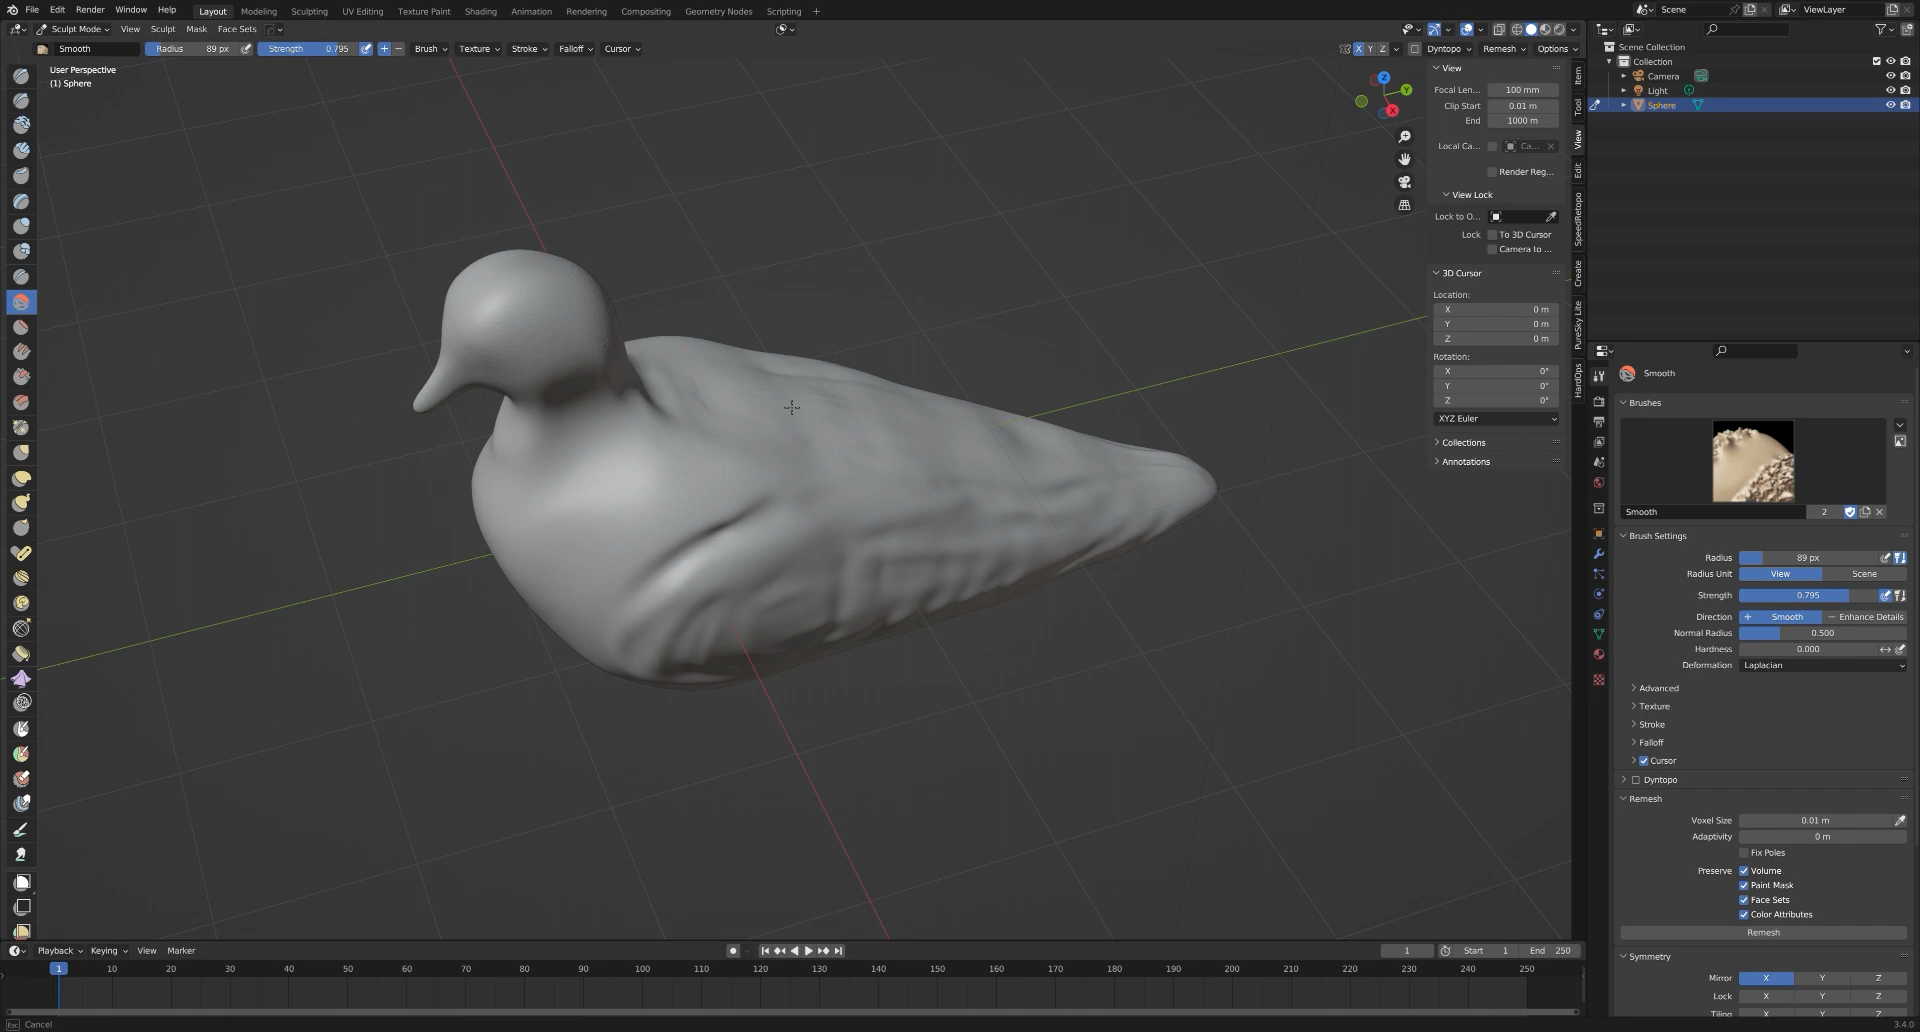 File Edit Render Window Help Layout Modeling Sculpting UV Editing Texture Paint Shading Animation Rendering Compositing Geometry Nodes Scripting + Scene ViewLayer
Sculpt Mode View Sculpt Mask Face Sets
Smooth Radius 89 px Strength 0.795 + − Brush Texture Stroke Falloff Cursor X Y Z Dyntopo Remesh Options
User Perspective
(1) Sphere
Z
Y
X
View
Focal Len... 100 mm
Clip Start 0.01 m
End 1000 m
Local Ca... Ca...
Render Reg...
View Lock
Lock to O...
Lock To 3D Cursor
Camera to ...
3D Cursor
Location:
X 0 m
Y 0 m
Z 0 m
Rotation:
X 0°
Y 0°
Z 0°
XYZ Euler
Collections
Annotations
Item
Tool
View
Edit
SpeedRetopo
Create
PureSky Lite
HardOps
Scene Collection
Collection
Camera
Light
Sphere
Smooth
Brushes
Smooth 2
Brush Settings
Radius 89 px
Radius Unit View Scene
Strength 0.795
Direction + Smooth − Enhance Details
Normal Radius 0.500
Hardness 0.000
Deformation Laplacian
Advanced
Texture
Stroke
Falloff
Cursor
Dyntopo
Remesh
Voxel Size 0.01 m
Adaptivity 0 m
Fix Poles
Preserve Volume
Paint Mask
Face Sets
Color Attributes
Remesh
Symmetry
Mirror X Y Z
Lock X Y Z
Tiling X Y Z
Playback Keying View Marker 1 Start 1 End 250
1 10 20 30 40 50 60 70 80 90 100 110 120 130 140 150 160 170 180 190 200 210 220 230 240 250
Esc Cancel
3.4.0